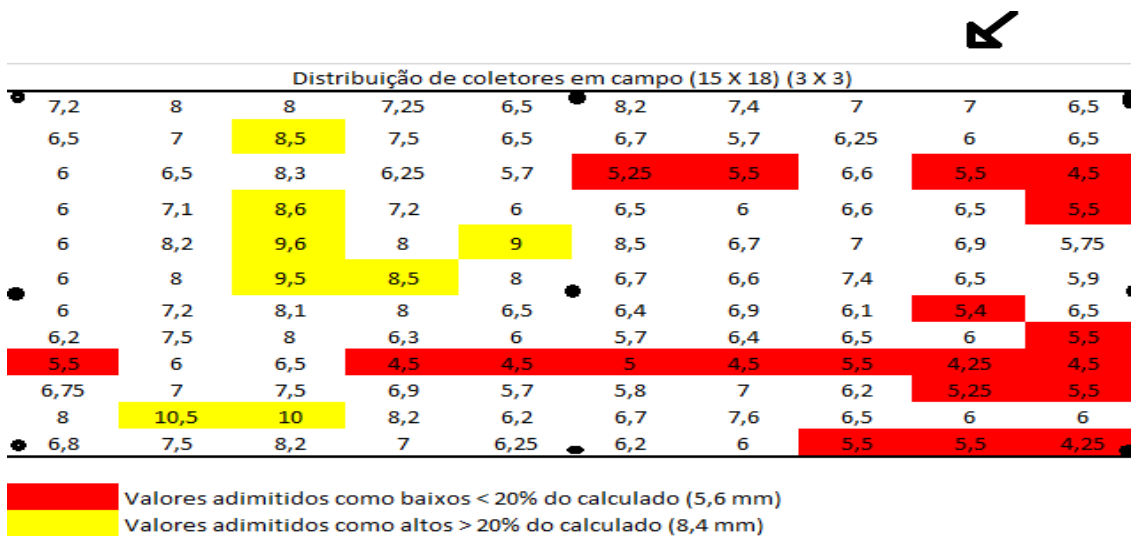 Distribuição de coletores em campo (15 X 18) (3 X 3)
7,2 8 8 7,25 6,5 8,2 7,4 7 7 6,5
6,5 7 8,5 7,5 6,5 6,7 5,7 6,25 6 6,5
6 6,5 8,3 6,25 5,7 5,25 5,5 6,6 5,5 4,5
6 7,1 8,6 7,2 6 6,5 6 6,6 6,5 5,5
6 8,2 9,6 8 9 8,5 6,7 7 6,9 5,75
6 8 9,5 8,5 8 6,7 6,6 7,4 6,5 5,9
6 7,2 8,1 8 6,5 6,4 6,9 6,1 5,4 6,5
6,2 7,5 8 6,3 6 5,7 6,4 6,5 6 5,5
5,5 6 6,5 4,5 4,5 5 4,5 5,5 4,25 4,5
6,75 7 7,5 6,9 5,7 5,8 7 6,2 5,25 5,5
8 10,5 10 8,2 6,2 6,7 7,6 6,5 6 6
6,8 7,5 8,2 7 6,25 6,2 6 5,5 5,5 4,25
Valores adimitidos como baixos < 20% do calculado (5,6 mm)
Valores adimitidos como altos > 20% do calculado (8,4 mm)